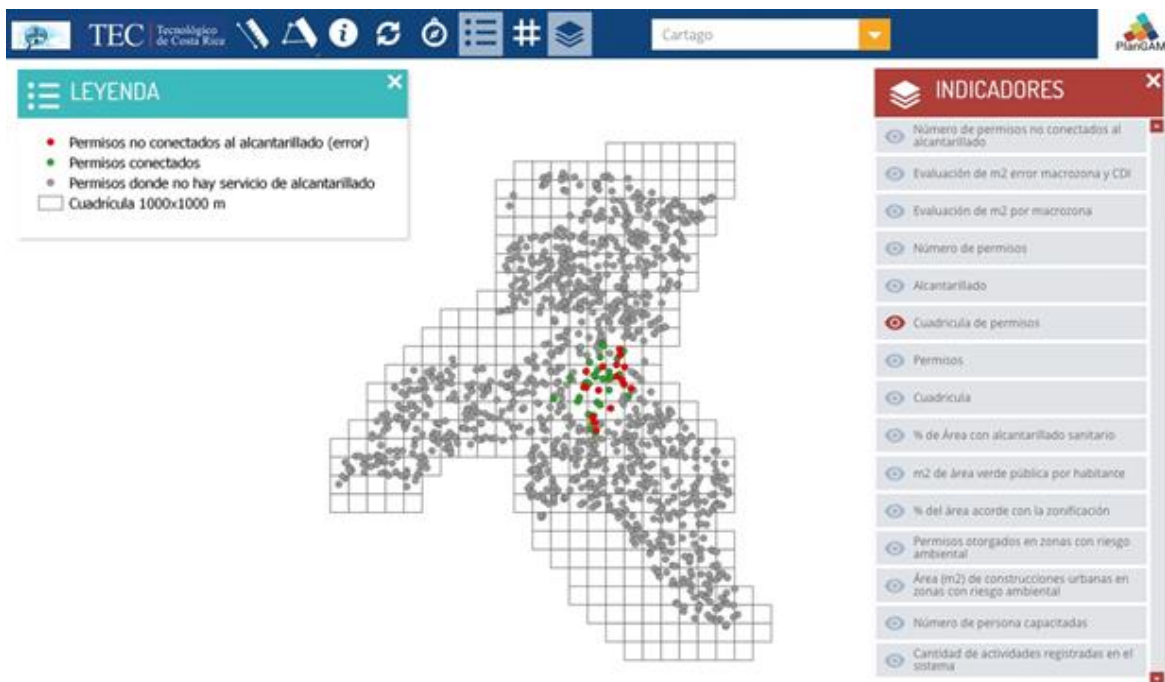 TEC Tecnológico
de Costa Rica
Cartago
PlanGAM
LEYENDA
Permisos no conectados al alcantarillado (error)
Permisos conectados
Permisos donde no hay servicio de alcantarillado
Cuadrícula 1000x1000 m
INDICADORES
Número de permisos no conectados al
alcantarillado
Evaluación de m2 error macrozona y CDI
Evaluación de m2 por macrozona
Número de permisos
Alcantarillado
Cuadricula de permisos
Permisos
Cuadricula
% de Área con alcantarillado sanitario
m2 de área verde pública por habitante
% del área acorde con la zonificación
Permisos otorgados en zonas con riesgo
ambiental
Área (m2) de construcciones urbanas en
zonas con riesgo ambiental
Número de persona capacitadas
Cantidad de actividades registradas en el
sistema